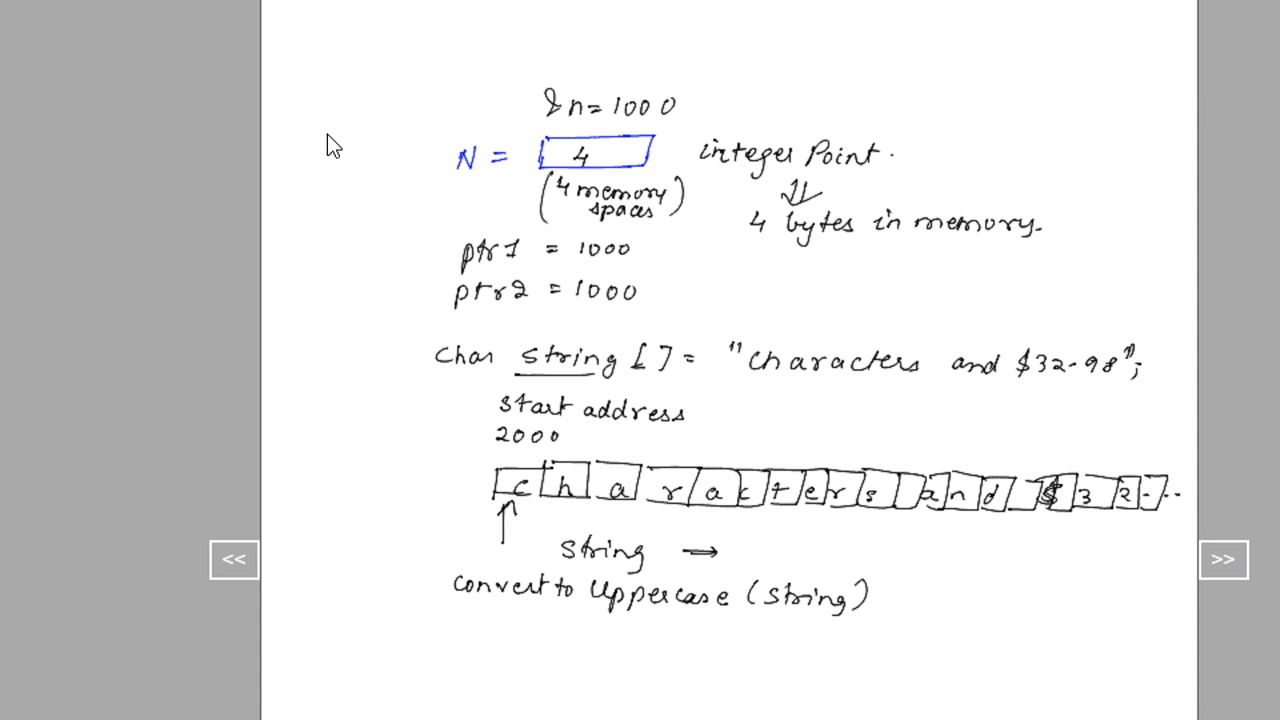 &n = 1000
N = 4 integer Point.
(4 memory spaces)
4 bytes in memory.
ptr1 = 1000
ptr2 = 1000
char string [] = "Characters and $32.98";
start address
2000
c h a r a c t e r s a n d $ 3 2 . ..
string →
convert to Uppercase (string)
<< >>